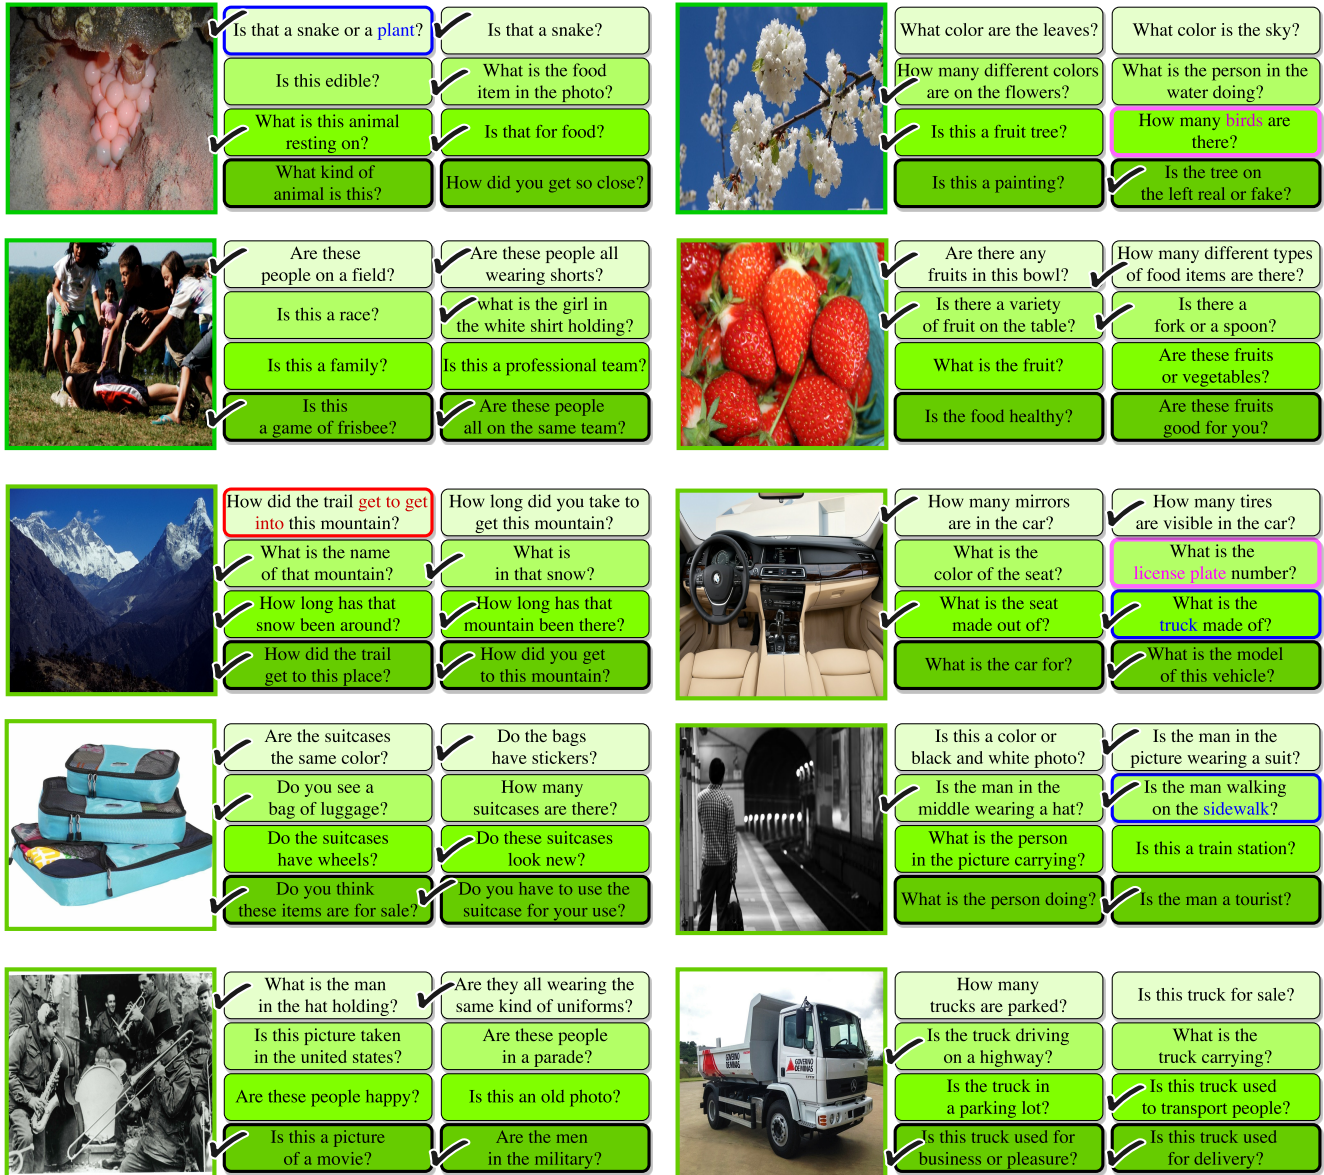 Is that a snake or a plant?
Is that a snake?
Is this edible?
What is the food
item in the photo?
What is this animal
resting on?
Is that for food?
What kind of
animal is this?
How did you get so close?
What color are the leaves?
What color is the sky?
How many different colors
are on the flowers?
What is the person in the
water doing?
Is this a fruit tree?
How many birds are
there?
Is this a painting?
Is the tree on
the left real or fake?
Are these
people on a field?
Are these people all
wearing shorts?
Is this a race?
what is the girl in
the white shirt holding?
Is this a family?
Is this a professional team?
Is this
a game of frisbee?
Are these people
all on the same team?
Are there any
fruits in this bowl?
How many different types
of food items are there?
Is there a variety
of fruit on the table?
Is there a
fork or a spoon?
What is the fruit?
Are these fruits
or vegetables?
Is the food healthy?
Are these fruits
good for you?
How did the trail get to get
into this mountain?
How long did you take to
get this mountain?
What is the name
of that mountain?
What is
in that snow?
How long has that
snow been around?
How long has that
mountain been there?
How did the trail
get to this place?
How did you get
to this mountain?
How many mirrors
are in the car?
How many tires
are visible in the car?
What is the
color of the seat?
What is the
license plate number?
What is the seat
made out of?
What is the
truck made of?
What is the car for?
What is the model
of this vehicle?
Are the suitcases
the same color?
Do the bags
have stickers?
Do you see a
bag of luggage?
How many
suitcases are there?
Do the suitcases
have wheels?
Do these suitcases
look new?
Do you think
these items are for sale?
Do you have to use the
suitcase for your use?
Is this a color or
black and white photo?
Is the man in the
picture wearing a suit?
Is the man in the
middle wearing a hat?
Is the man walking
on the sidewalk?
What is the person
in the picture carrying?
Is this a train station?
What is the person doing?
Is the man a tourist?
What is the man
in the hat holding?
Are they all wearing the
same kind of uniforms?
Is this picture taken
in the united states?
Are these people
in a parade?
Are these people happy?
Is this an old photo?
Is this a picture
of a movie?
Are the men
in the military?
GOVERNO
DE MINAS
GOVERNO
DE MINAS
How many
trucks are parked?
Is this truck for sale?
Is the truck driving
on a highway?
What is the
truck carrying?
Is the truck in
a parking lot?
Is this truck used
to transport people?
Is this truck used for
business or pleasure?
Is this truck used
for delivery?